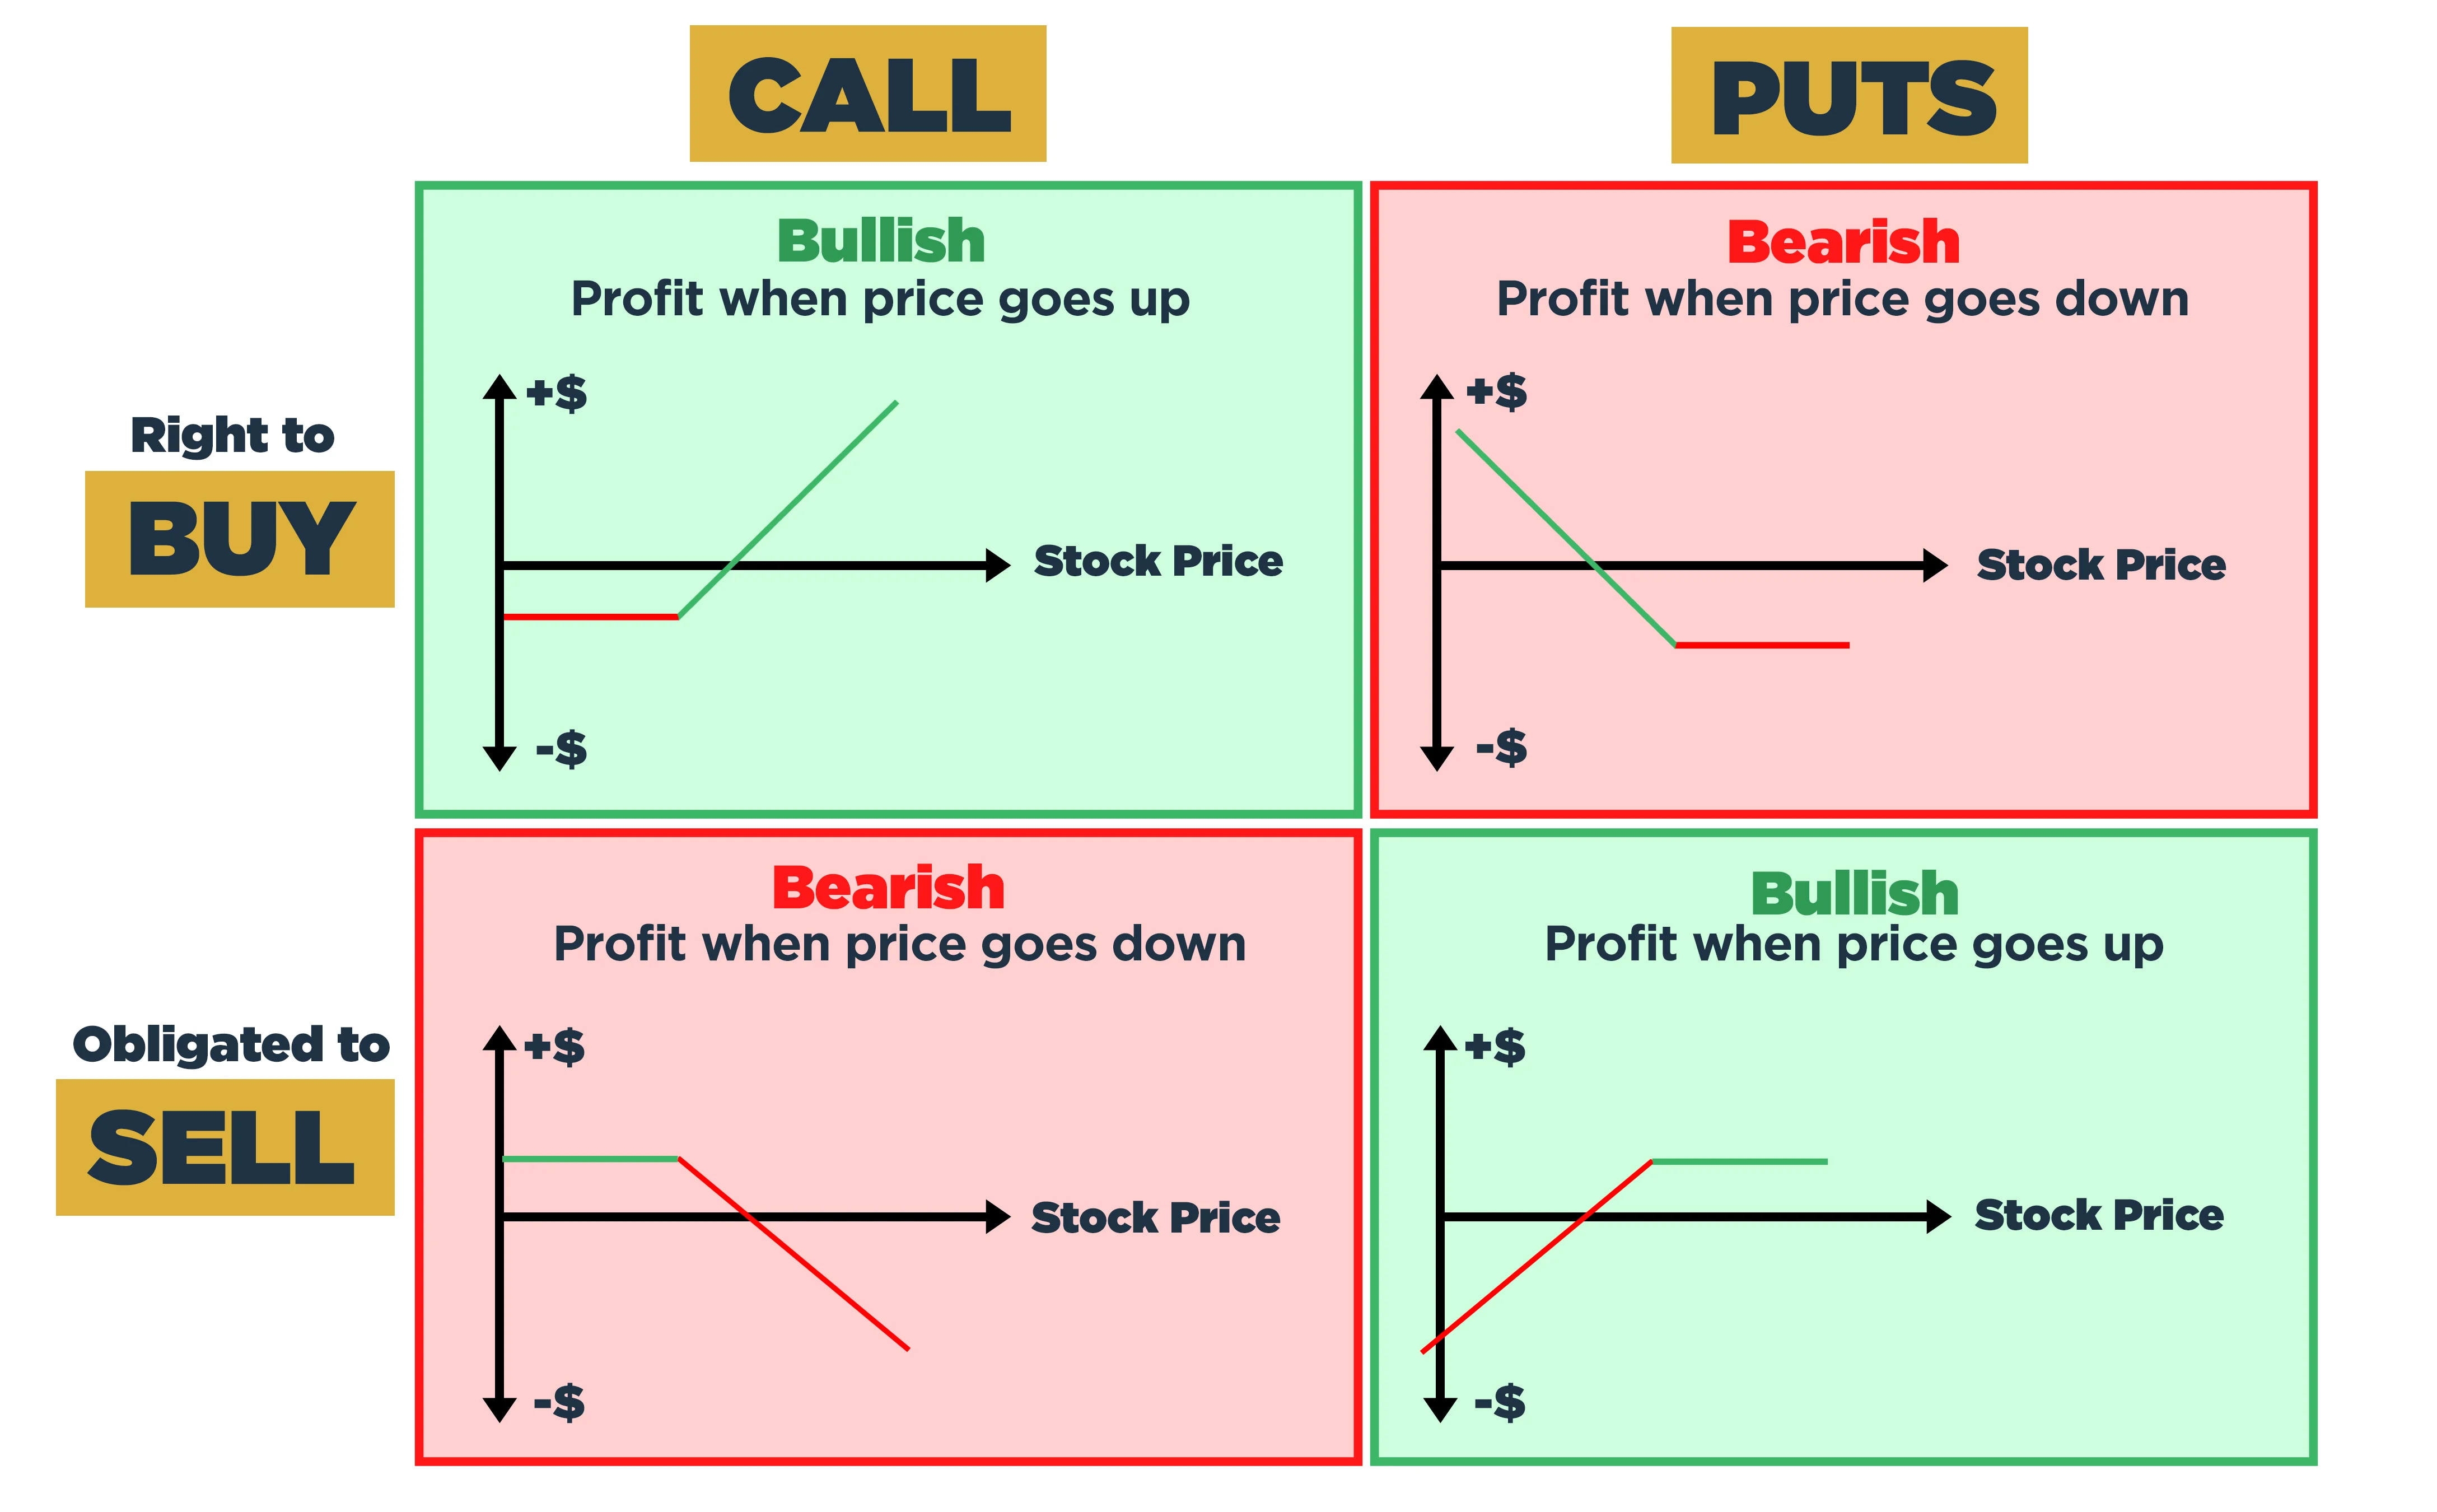 CALL
PUTS
Bullish
Profit when price goes up
Bearish
Profit when price goes down
Right to
BUY
+$
Stock Price
-$
+$
Stock Price
-$
Bearish
Profit when price goes down
Bullish
Profit when price goes up
Obligated to
SELL
+$
Stock Price
-$
+$
Stock Price
-$